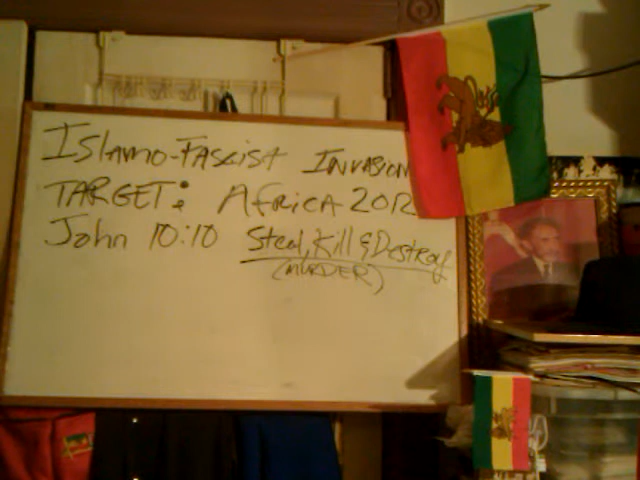 Islamo-Fascist Invasion
TARGET: Africa 2012
John 10:10 Steal, Kill & Destroy
(MURDER)